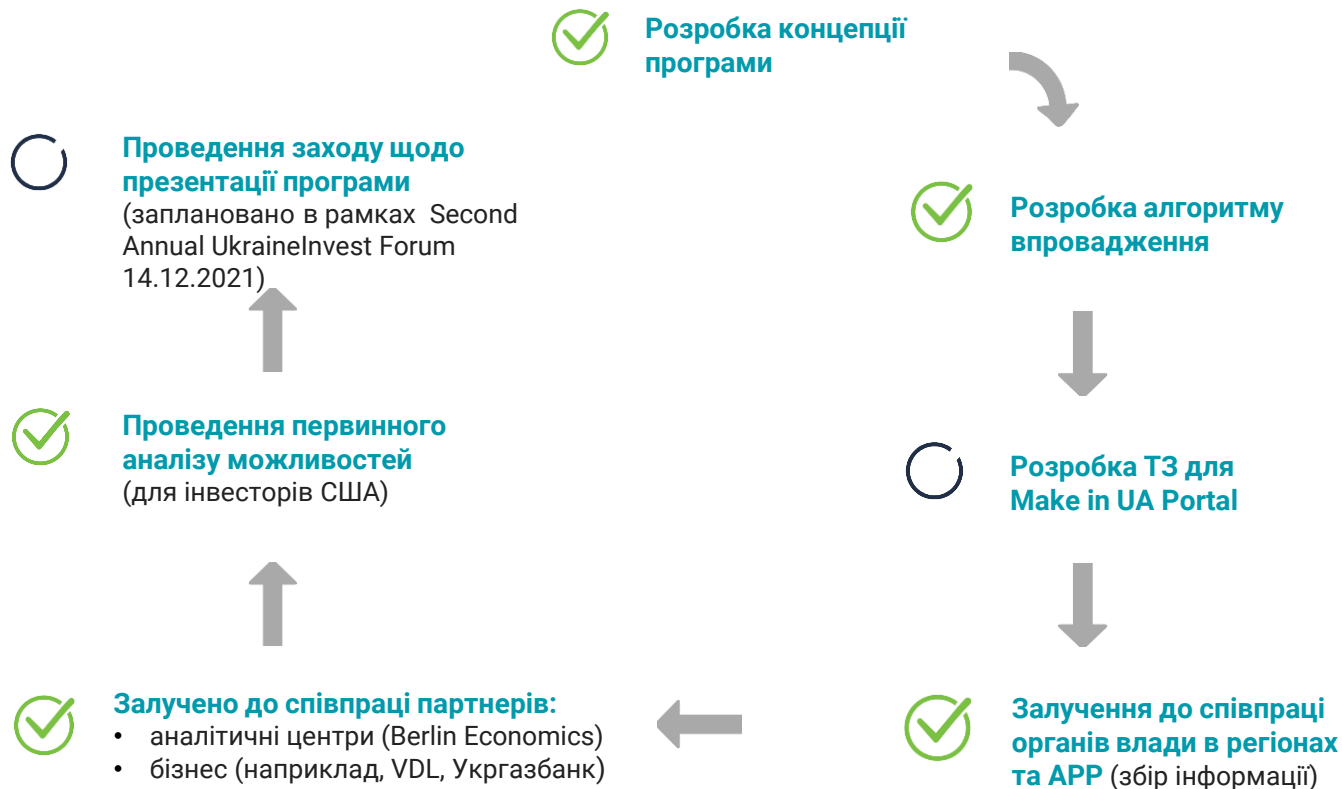 Розробка концепції
програми
Розробка алгоритму
впровадження
Розробка ТЗ для
Make in UA Portal
Залучення до співпраці
органів влади в регіонах
та АРР (збір інформації)
Залучено до співпраці партнерів:
• аналітичні центри (Berlin Economics)
• бізнес (наприклад, VDL, Укргазбанк)
Проведення первинного
аналізу можливостей
(для інвесторів США)
Проведення заходу щодо
презентації програми
(заплановано в рамках Second
Annual UkraineInvest Forum
14.12.2021)